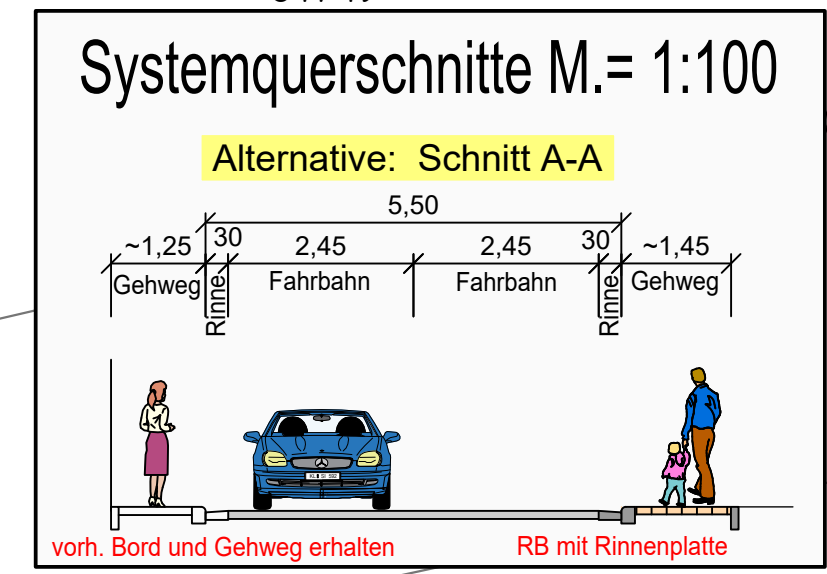 Systemquerschnitte M.= 1:100
Alternative: Schnitt A-A
5,50
~1,25 30 2,45 2,45 30 ~1,45
Gehweg Rinne Fahrbahn Fahrbahn Rinne Gehweg
vorh. Bord und Gehweg erhalten RB mit Rinnenplatte